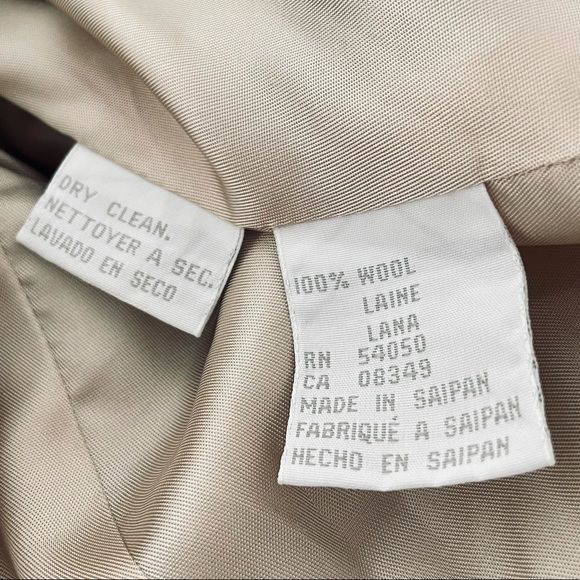 DRY CLEAN.
NETTOYER A SEC.
LAVADO EN SECO
100% WOOL
LAINE
LANA
RN 54050
CA 08349
MADE IN SAIPAN
FABRIQUÉ A SAIPAN
HECHO EN SAIPAN